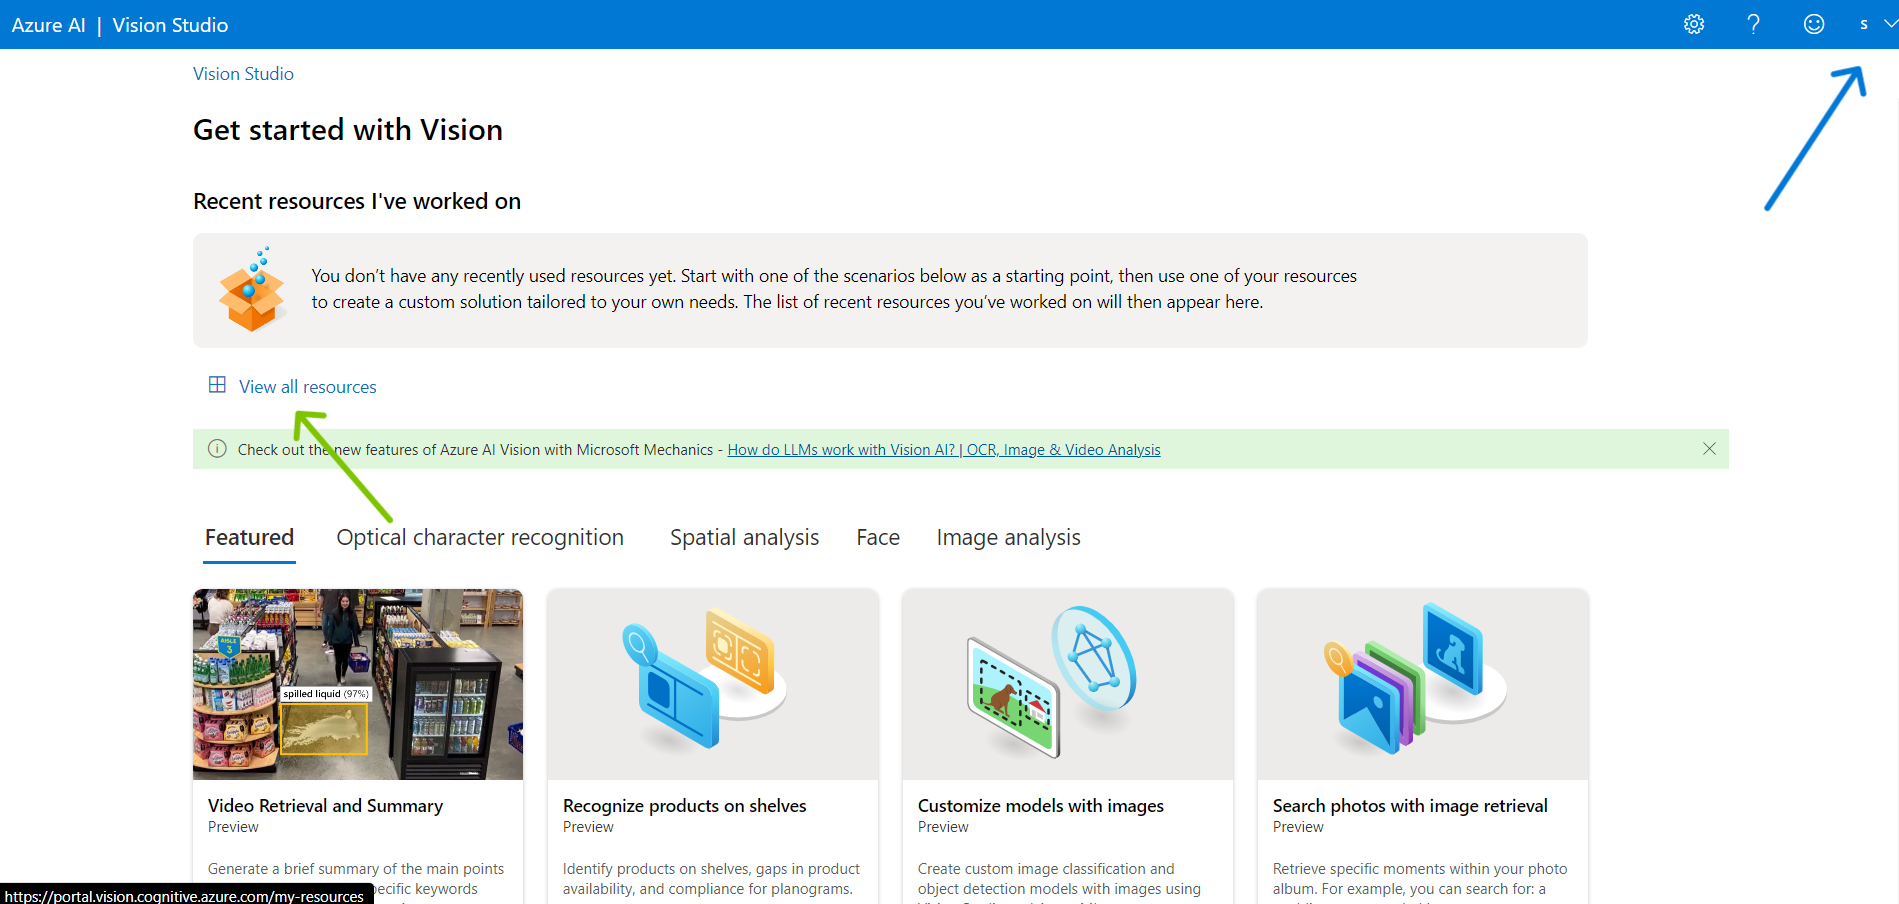 Azure AI | Vision Studio
s
Vision Studio
Get started with Vision
Recent resources I've worked on
You don’t have any recently used resources yet. Start with one of the scenarios below as a starting point, then use one of your resources
to create a custom solution tailored to your own needs. The list of recent resources you’ve worked on will then appear here.
View all resources
Check out the new features of Azure AI Vision with Microsoft Mechanics - How do LLMs work with Vision AI? | OCR, Image & Video Analysis
Featured Optical character recognition Spatial analysis Face Image analysis
AISLE
3
spilled liquid (97%)
Video Retrieval and Summary
Preview
Generate a brief summary of the main points
ecific keywords
Recognize products on shelves
Preview
Identify products on shelves, gaps in product
availability, and compliance for planograms.
Customize models with images
Preview
Create custom image classification and
object detection models with images using
Search photos with image retrieval
Preview
Retrieve specific moments within your photo
album. For example, you can search for: a
https://portal.vision.cognitive.azure.com/my-resources